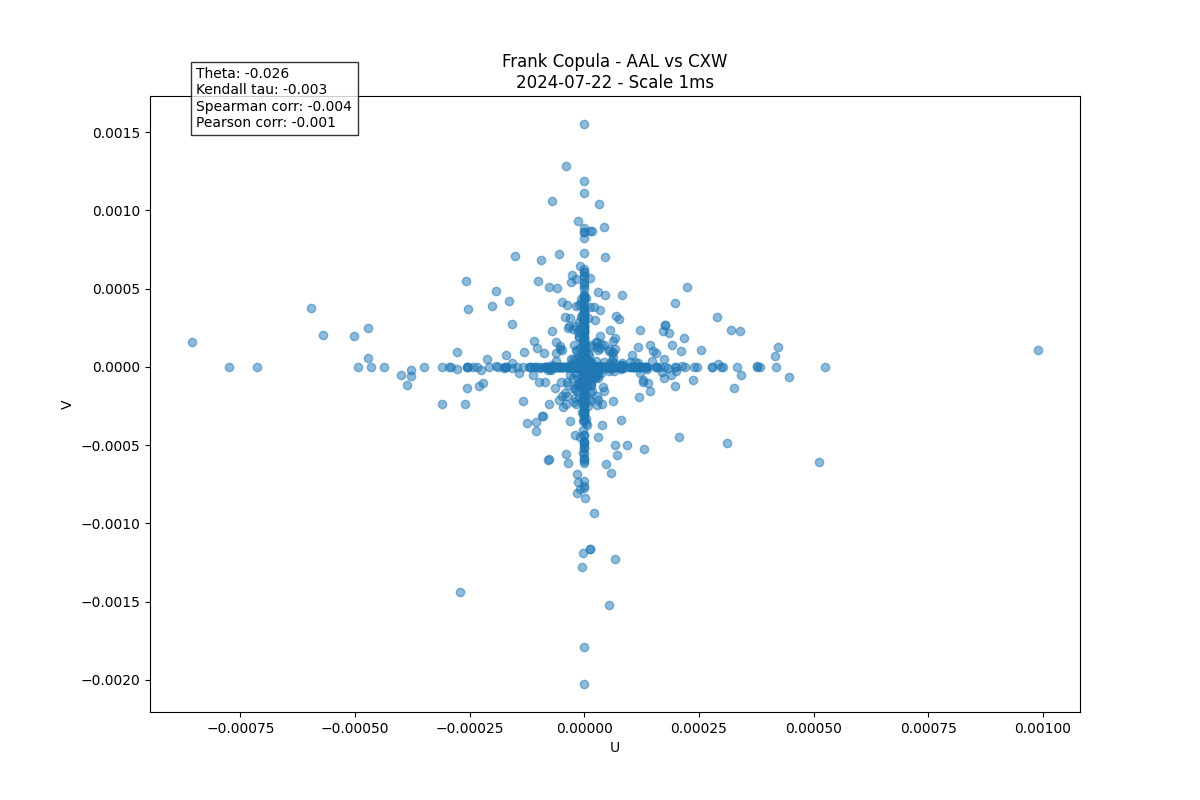 Frank Copula - AAL vs CXW
2024-07-22 - Scale 1ms
Theta: -0.026
Kendall tau: -0.003
Spearman corr: -0.004
Pearson corr: -0.001
0.0015
0.0010
0.0005
0.0000
−0.0005
−0.0010
−0.0015
−0.0020
V
−0.00075 −0.00050 −0.00025 0.00000 0.00025 0.00050 0.00075 0.00100
U